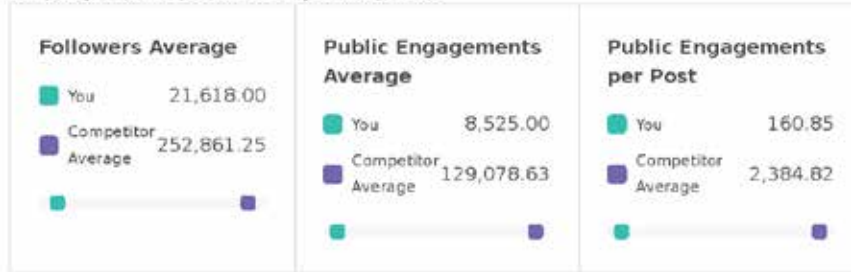 Followers Average
You 21,618.00
Competitor Average 252,861.25
Public Engagements
Average
You 8,525.00
Competitor Average 129,078.63
Public Engagements
per Post
You 160.85
Competitor Average 2,384.82